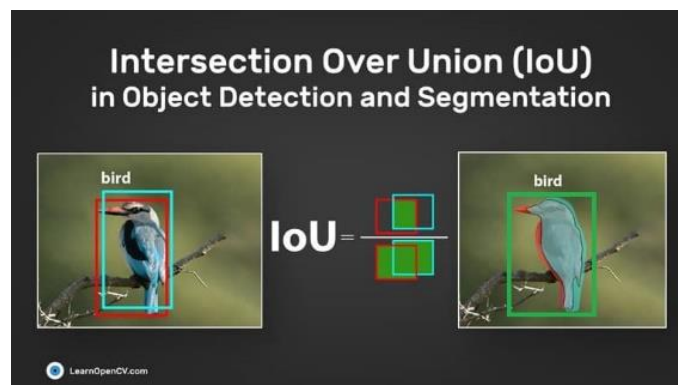 Intersection Over Union (IoU)
in Object Detection and Segmentation
bird
IoU=
bird
LearnOpenCV.com